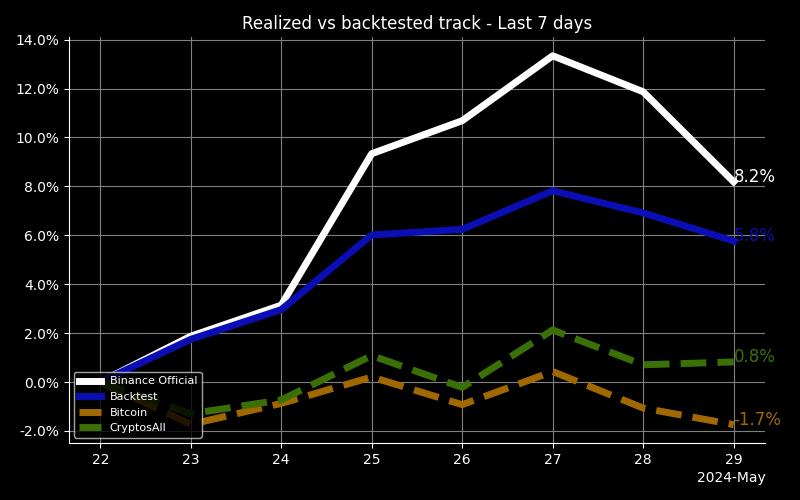 Realized vs backtested track - Last 7 days
14.0%
12.0%
10.0%
8.0%
6.0%
4.0%
2.0%
0.0%
-2.0%
8.2%
5.8%
0.8%
-1.7%
Binance Official
Backtest
Bitcoin
CryptosAll
22 23 24 25 26 27 28 29
2024-May